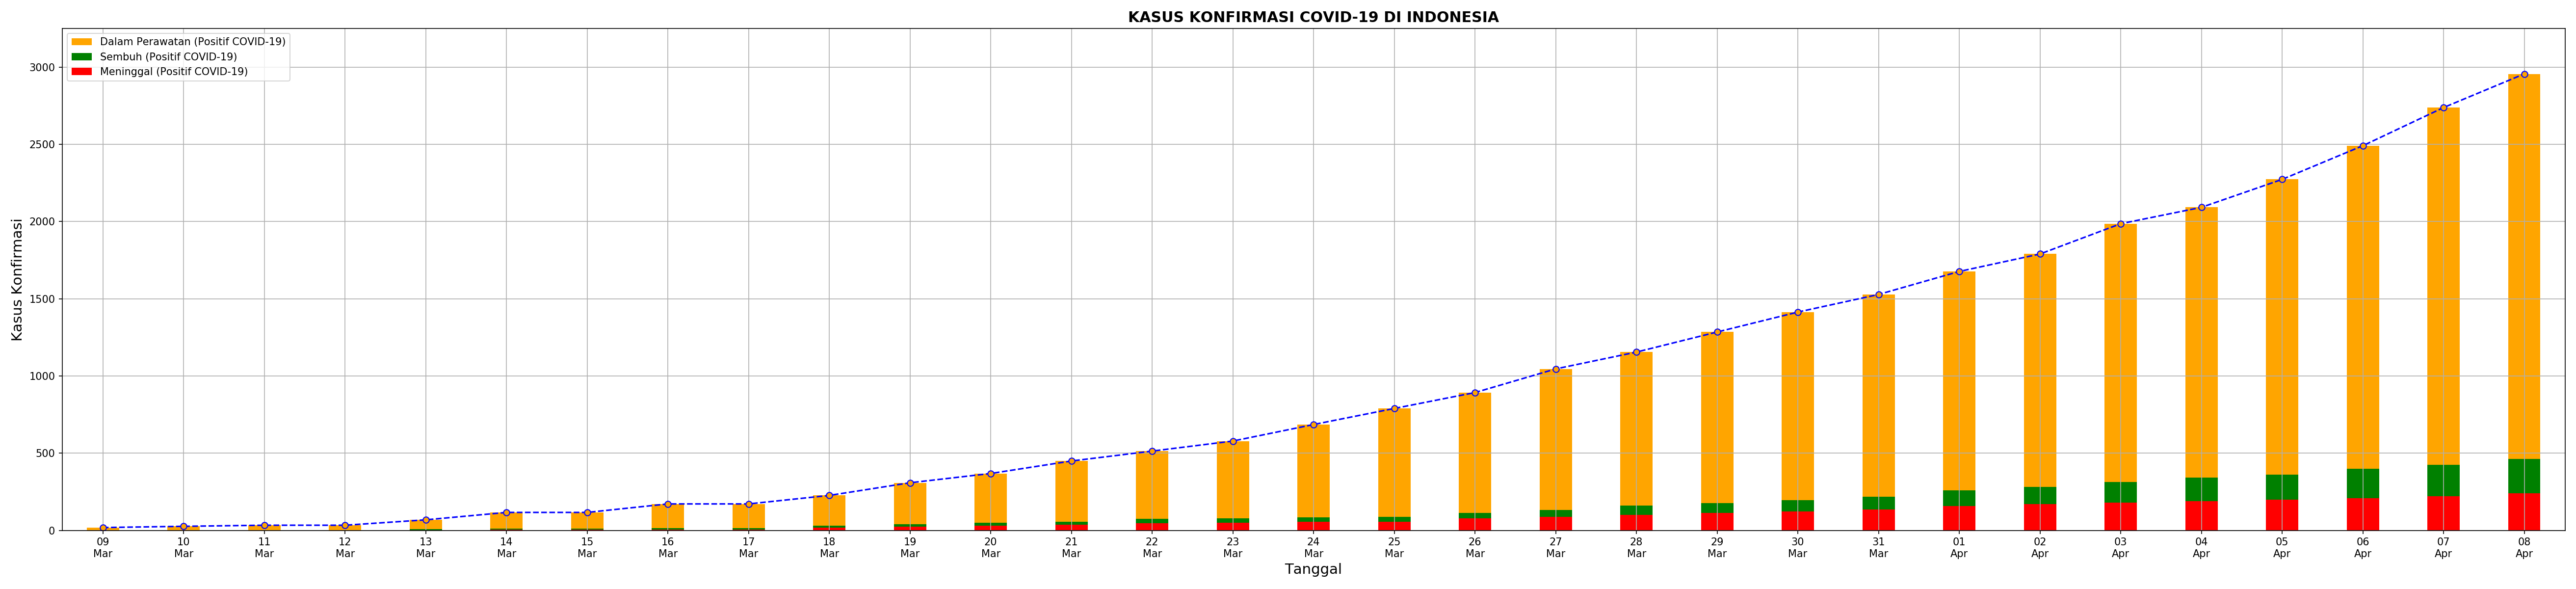 KASUS KONFIRMASI COVID-19 DI INDONESIA
Dalam Perawatan (Positif COVID-19)
Sembuh (Positif COVID-19)
Meninggal (Positif COVID-19)
Kasus Konfirmasi
3000
2500
2000
1500
1000
500
0
09 10 11 12 13 14 15 16 17 18 19 20 21 22 23 24 25 26 27 28 29 30 31 01 02 03 04 05 06 07 08
Mar Mar Mar Mar Mar Mar Mar Mar Mar Mar Mar Mar Mar Mar Mar Mar Mar Mar Mar Mar Mar Mar Mar Apr Apr Apr Apr Apr Apr Apr Apr
Tanggal